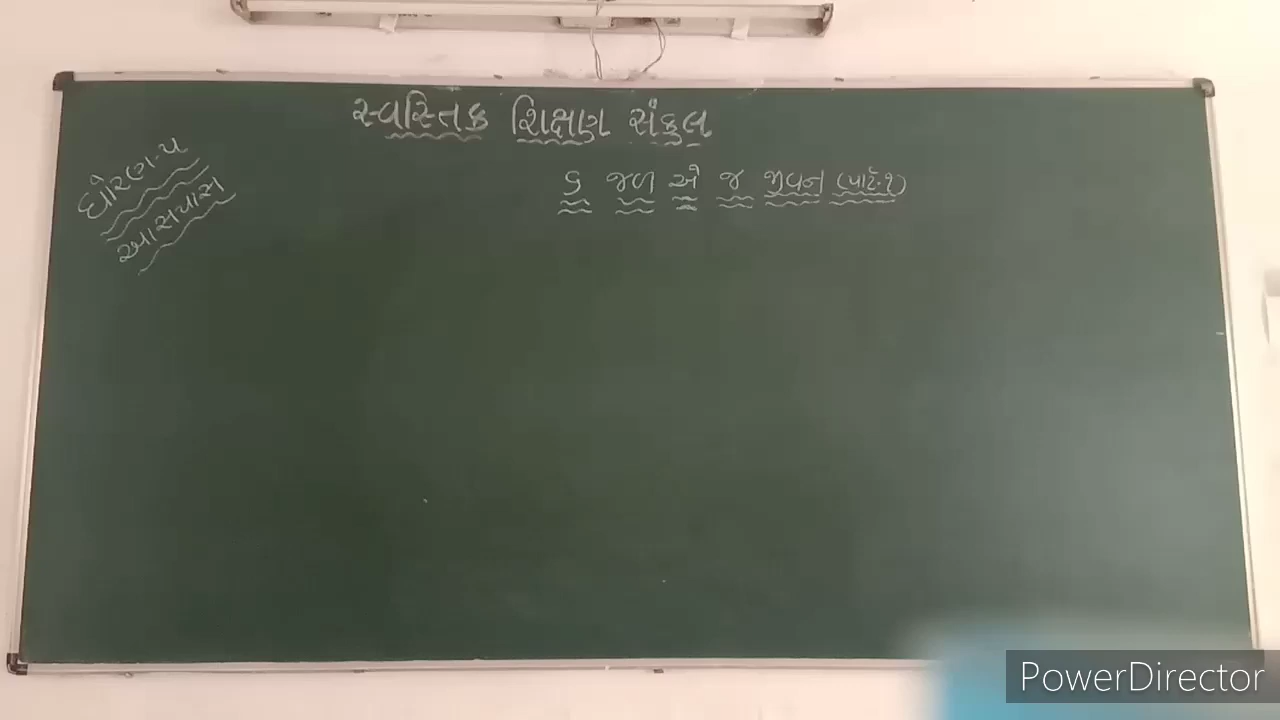 સ્વસ્તિક શિક્ષણ સંકુલ
ધોરણ-૫
આસપાસ
૬ જળ એ જ જીવન (પાર્ટ-૧)
PowerDirector